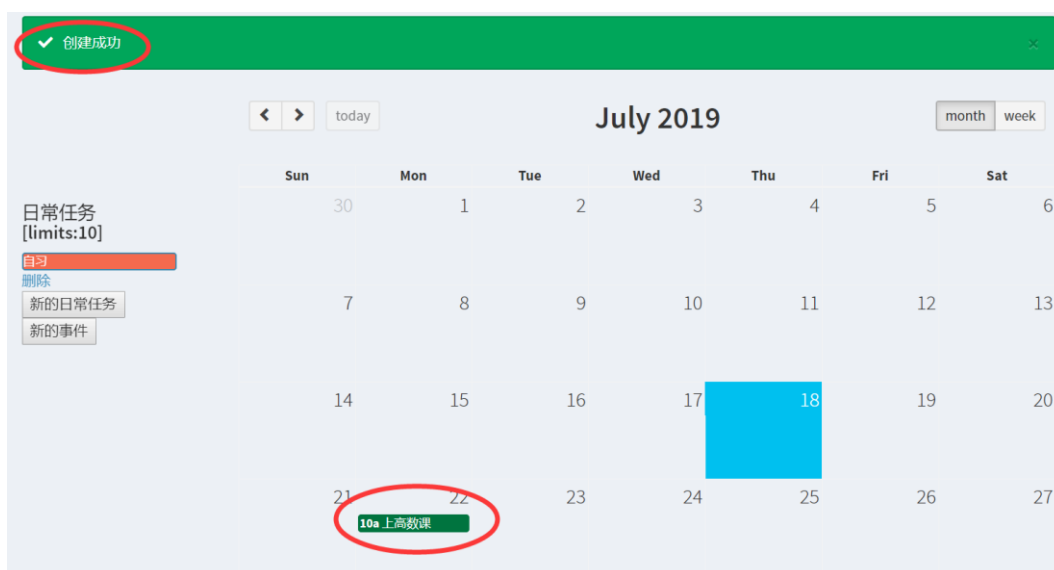 创建成功 ×
today July 2019 month week
Sun Mon Tue Wed Thu Fri Sat
30 1 2 3 4 5 6
日常任务
[limits:10]
自习
删除
新的日常任务
新的事件
7 8 9 10 11 12 13
14 15 16 17 18 19 20
21 22 23 24 25 26 27
10a 上高数课